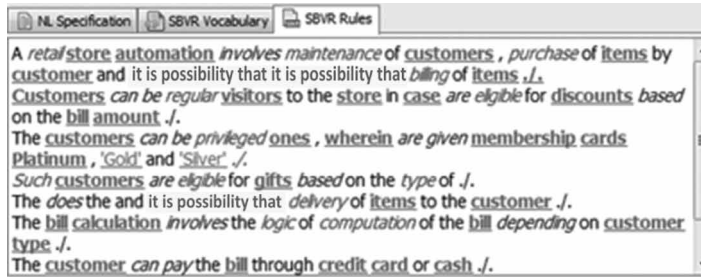 NL Specification SBVR Vocabulary SBVR Rules
A retail store automation involves maintenance of customers , purchase of items by
customer and it is possibility that it is possibility that billing of items ./.
Customers can be regular visitors to the store in case are eligible for discounts based
on the bill amount ./.
The customers can be privileged ones , wherein are given membership cards
Platinum , 'Gold' and 'Silver' ./.
Such customers are eligible for gifts based on the type of ./.
The does the and it is possibility that delivery of items to the customer ./.
The bill calculation involves the logic of computation of the bill depending on customer
type ./.
The customer can pay the bill through credit card or cash ./.